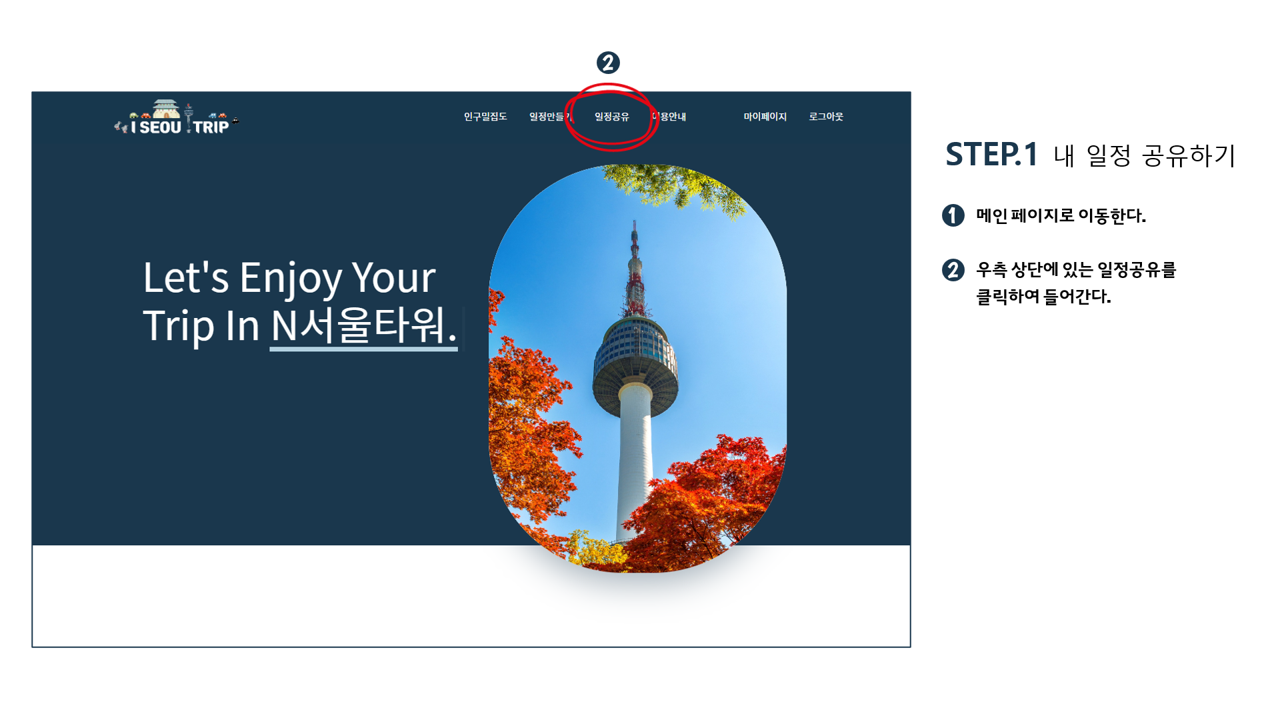 2
I SEOUL TRIP
인구밀집도 일정만들기 일정공유 이용안내 마이페이지 로그아웃
Let's Enjoy Your
Trip In N서울타워.
STEP.1 내 일정 공유하기
1 메인 페이지로 이동한다.
2 우측 상단에 있는 일정공유를
클릭하여 들어간다.